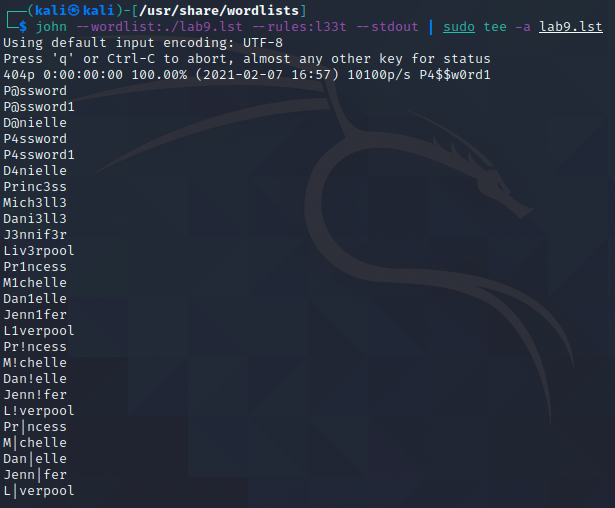 ┌──(kali㉿kali)-[/usr/share/wordlists]
└─$ john --wordlist:./lab9.lst --rules:l33t --stdout | sudo tee -a lab9.lst
Using default input encoding: UTF-8
Press 'q' or Ctrl-C to abort, almost any other key for status
404p 0:00:00:00 100.00% (2021-02-07 16:57) 10100p/s P4$$w0rd1
P@ssword
P@ssword1
D@nielle
P4ssword
P4ssword1
D4nielle
Princ3ss
Mich3ll3
Dani3ll3
J3nnif3r
Liv3rpool
Pr1ncess
M1chelle
Dan1elle
Jenn1fer
L1verpool
Pr!ncess
M!chelle
Dan!elle
Jenn!fer
L!verpool
Pr|ncess
M|chelle
Dan|elle
Jenn|fer
L|verpool